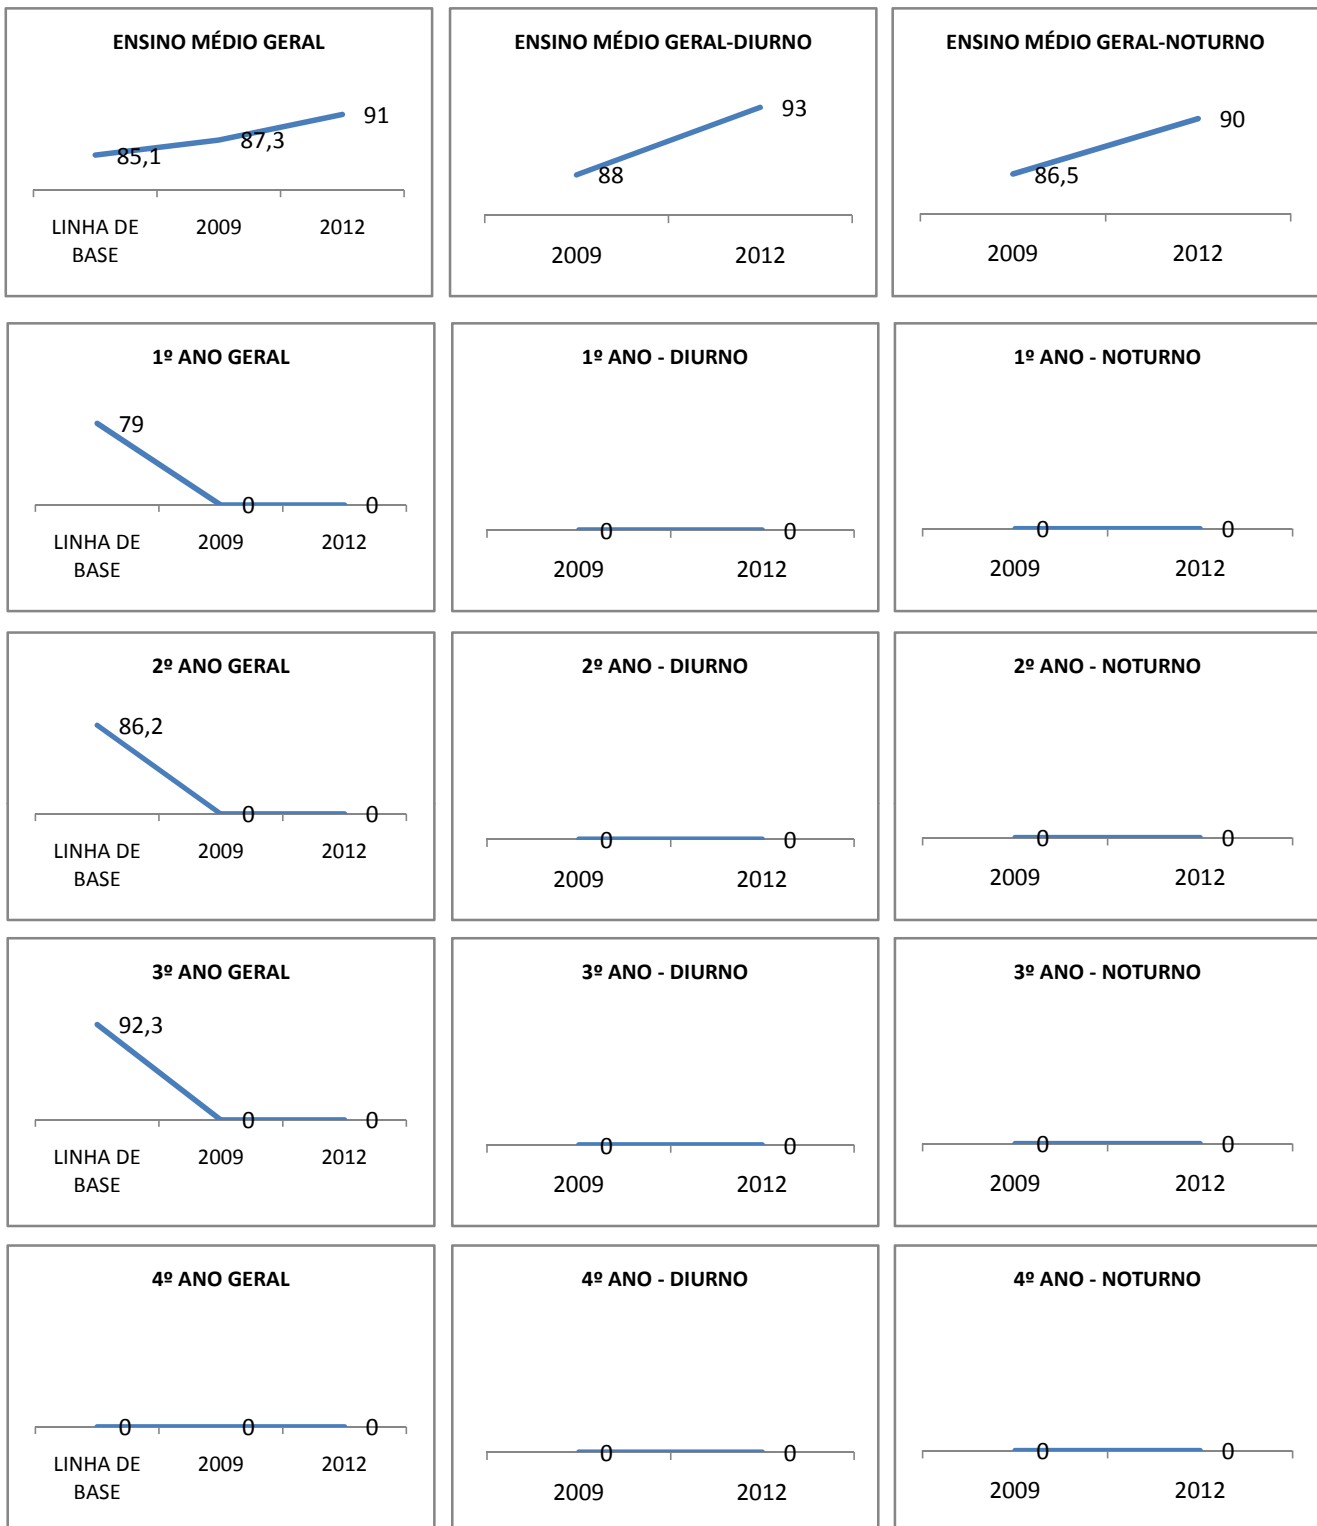 ENSINO MÉDIO GERAL
91
87,3
85,1
LINHA DE
BASE
2009
2012
ENSINO MÉDIO GERAL-DIURNO
93
88
2009
2012
ENSINO MÉDIO GERAL-NOTURNO
90
86,5
2009
2012
1º ANO GERAL
79
0
0
LINHA DE
BASE
2009
2012
1º ANO - DIURNO
0
0
2009
2012
1º ANO - NOTURNO
0
0
2009
2012
2º ANO GERAL
86,2
0
0
LINHA DE
BASE
2009
2012
2º ANO - DIURNO
0
0
2009
2012
2º ANO - NOTURNO
0
0
2009
2012
3º ANO GERAL
92,3
0
0
LINHA DE
BASE
2009
2012
3º ANO - DIURNO
0
0
2009
2012
3º ANO - NOTURNO
0
0
2009
2012
4º ANO GERAL
0
0
0
LINHA DE
BASE
2009
2012
4º ANO - DIURNO
0
0
2009
2012
4º ANO - NOTURNO
0
0
2009
2012